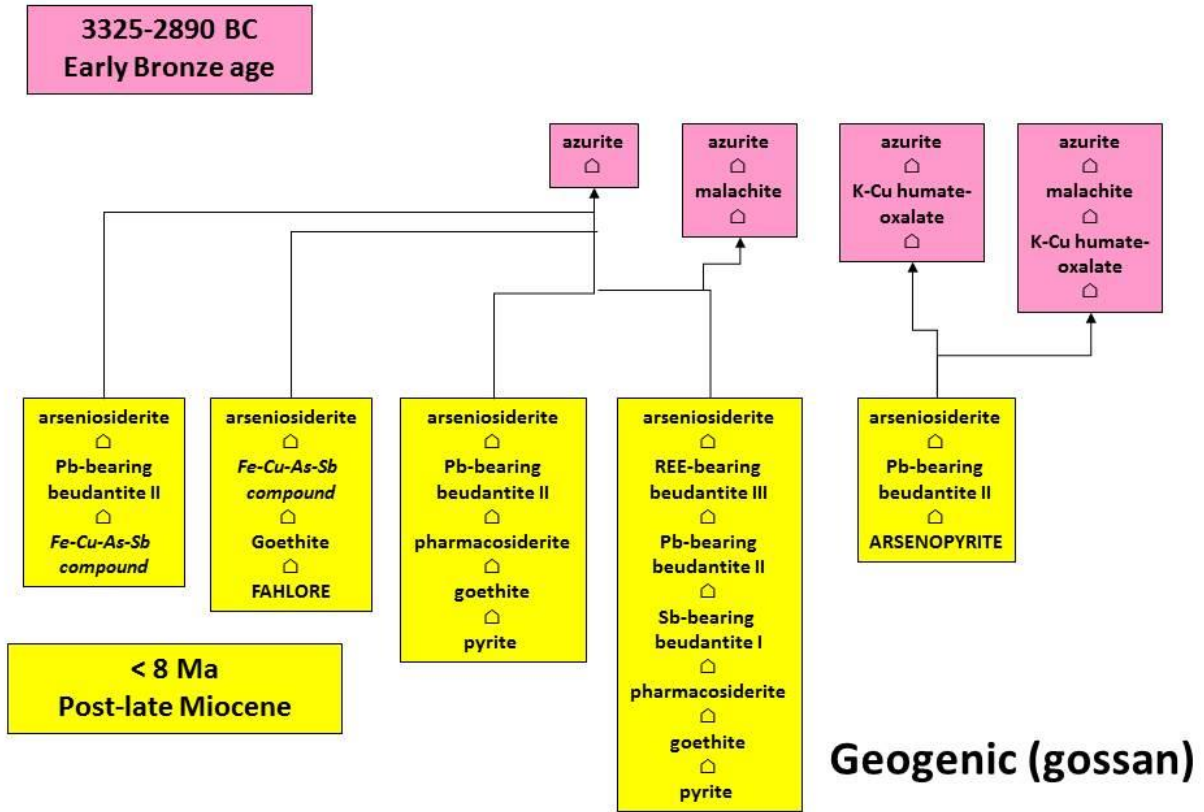 3325-2890 BC
Early Bronze age
azurite
azurite
malachite
azurite
K-Cu humate-
oxalate
azurite
malachite
K-Cu humate-
oxalate
arseniosiderite
Pb-bearing
beudantite II
Fe-Cu-As-Sb
compound
arseniosiderite
Fe-Cu-As-Sb
compound
Goethite
FAHLORE
arseniosiderite
Pb-bearing
beudantite II
pharmacosiderite
goethite
pyrite
arseniosiderite
REE-bearing
beudantite III
Pb-bearing
beudantite II
Sb-bearing
beudantite I
pharmacosiderite
goethite
pyrite
arseniosiderite
Pb-bearing
beudantite II
ARSENOPYRITE
< 8 Ma
Post-late Miocene
Geogenic (gossan)